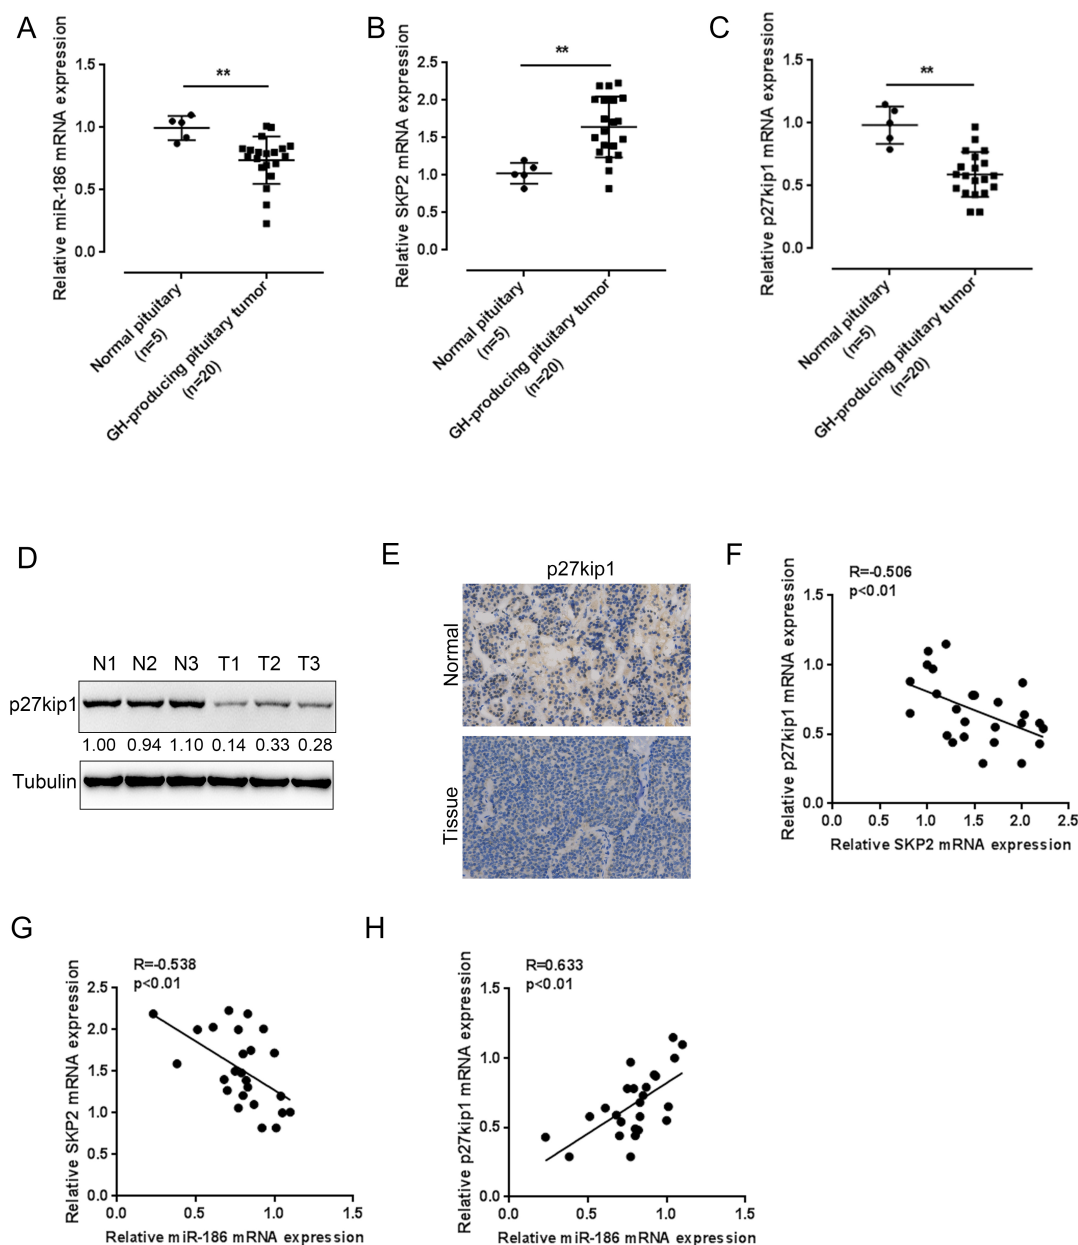 A
Relative miR-186 mRNA expression
1.5
1.0
0.5
0.0
**
Normal pituitary
(n=5)
GH-producing pituitary tumor
(n=20)
B
Relative SKP2 mRNA expression
2.5
2.0
1.5
1.0
0.5
0.0
**
Normal pituitary
(n=5)
GH-producing pituitary tumor
(n=20)
C
Relative p27kip1 mRNA expression
1.5
1.0
0.5
0.0
**
Normal pituitary
(n=5)
GH-producing pituitary tumor
(n=20)
D
N1 N2 N3 T1 T2 T3
p27kip1
1.00 0.94 1.10 0.14 0.33 0.28
Tubulin
E
p27kip1
Normal
Tissue
F
R=-0.506
p<0.01
Relative p27kip1 mRNA expression
1.5
1.0
0.5
0.0
0.0 0.5 1.0 1.5 2.0 2.5
Relative SKP2 mRNA expression
G
R=-0.538
p<0.01
Relative SKP2 mRNA expression
2.5
2.0
1.5
1.0
0.5
0.0
0.0 0.5 1.0 1.5
Relative miR-186 mRNA expression
H
R=0.633
p<0.01
Relative p27kip1 mRNA expression
1.5
1.0
0.5
0.0
0.0 0.5 1.0 1.5
Relative miR-186 mRNA expression